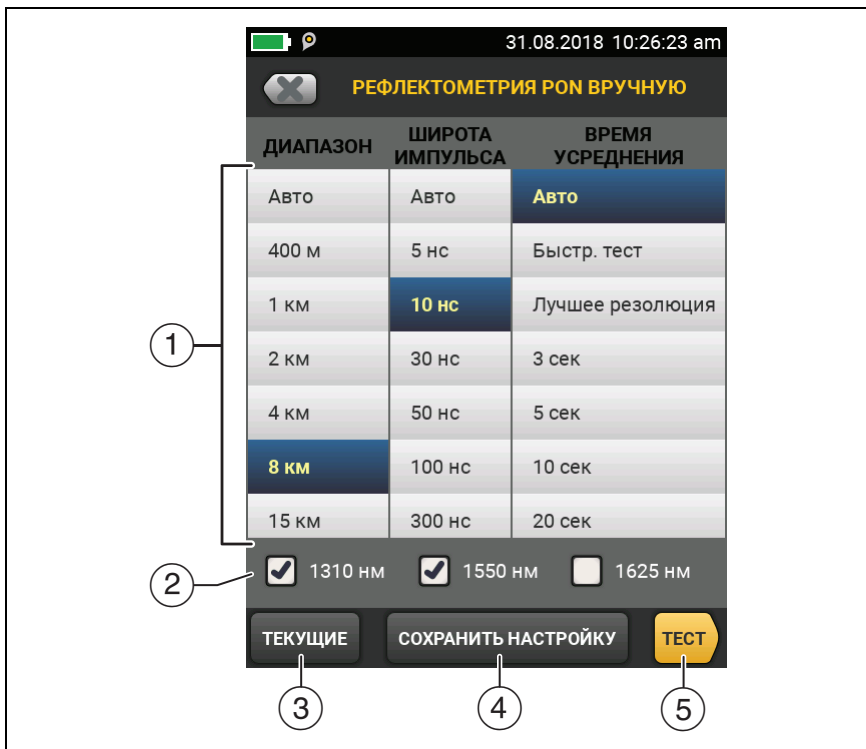 31.08.2018 10:26:23 am
РЕФЛЕКТОМЕТРИЯ PON ВРУЧНУЮ
ДИАПАЗОН ШИРОТА ИМПУЛЬСА ВРЕМЯ УСРЕДНЕНИЯ
Авто Авто Авто
400 м 5 нс Быстр. тест
1 км 10 нс Лучшее резолюция
1
2 км 30 нс 3 сек
4 км 50 нс 5 сек
8 км 100 нс 10 сек
15 км 300 нс 20 сек
2 1310 нм 1550 нм 1625 нм
ТЕКУЩИЕ СОХРАНИТЬ НАСТРОЙКУ ТЕСТ
3 4 5